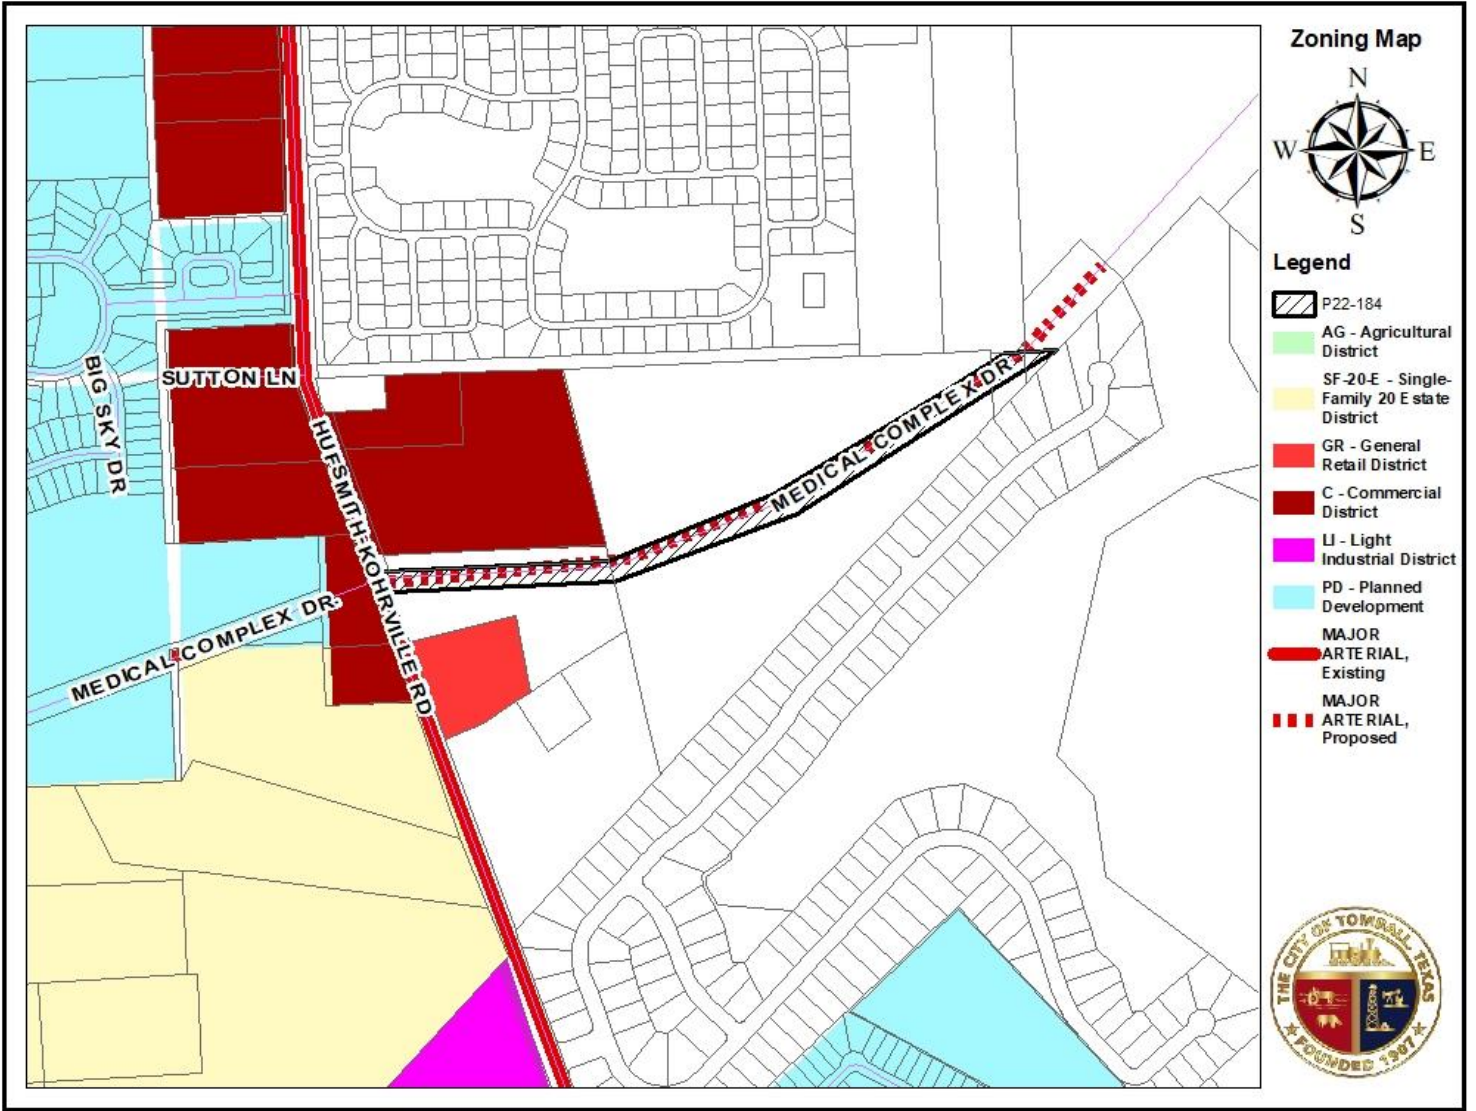 Zoning Map
N
W
E
S
Legend
P22-184
AG - Agricultural
District
SF-20-E - Single-
Family 20 Estate
District
GR - General
Retail District
C - Commercial
District
LI - Light
Industrial District
PD - Planned
Development
MAJOR
ARTERIAL,
Existing
MAJOR
ARTERIAL,
Proposed
SUTTON LN
BIG SKY DR
HUFSMITH-KOHRVILLE RD
MEDICAL COMPLEX DR.
MEDICAL COMPLEX DR.
THE CITY OF TOMBALL, TEXAS
FOUNDED 1907